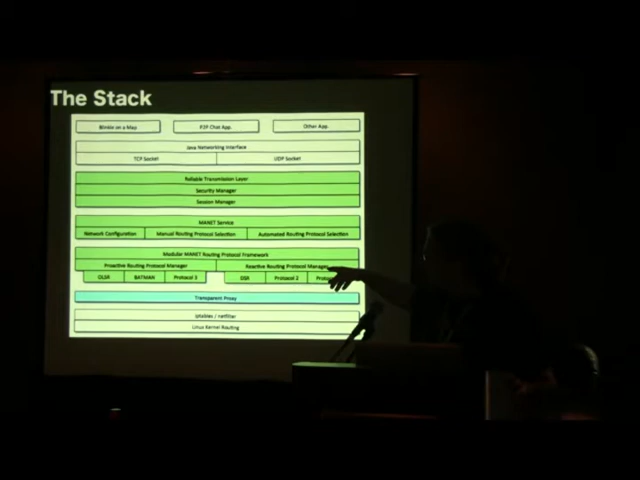 The Stack
Blinkie on a Map P2P Chat App. Other App.
Java Networking Interface
TCP Socket UDP Socket
Reliable Transmission Layer
Security Manager
Session Manager
MANET Service
Network Configuration Manual Routing Protocol Selection Automated Routing Protocol Selection
Modular MANET Routing Protocol Framework
Proactive Routing Protocol Manager Reactive Routing Protocol Manager
OLSR BATMAN Protocol 3 DSR Protocol 2
Transparent Proxy
iptables / netfilter
Linux Kernel Routing